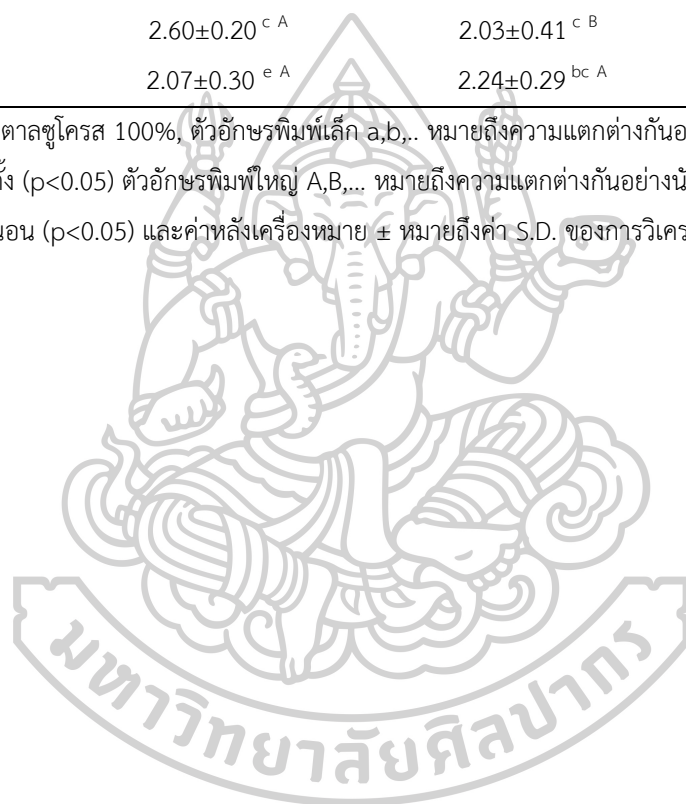 2.60±0.20 c A 2.03±0.41 c B
2.07±0.30 e A 2.24±0.29 bc A
ตาลซูโครส 100%, ตัวอักษรพิมพ์เล็ก a,b,.. หมายถึงความแตกต่างกันอ
ั้ง (p<0.05) ตัวอักษรพิมพ์ใหญ่ A,B,... หมายถึงความแตกต่างกันอย่างนั
นอน (p<0.05) และค่าหลังเครื่องหมาย ± หมายถึงค่า S.D. ของการวิเคร
มหาวิทยาลัยศิลปากร